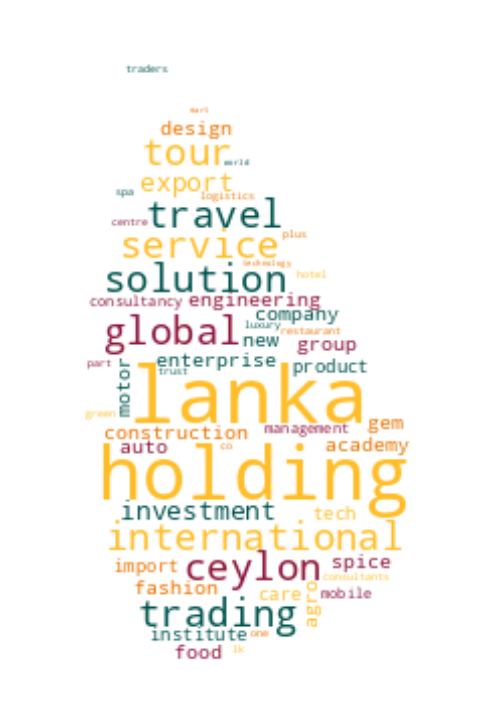 traders
mart
design
tour world
export
spa logistics
travel
centre plus
service
technology
solution hotel
consultancy engineering
company
global luxury restaurant
new group
part enterprise product
motor trust
lanka
green gem
construction management
auto co academy
holding
investment tech
international
import ceylon spice
consultants
fashion care agro mobile
trading
institute one
food lk